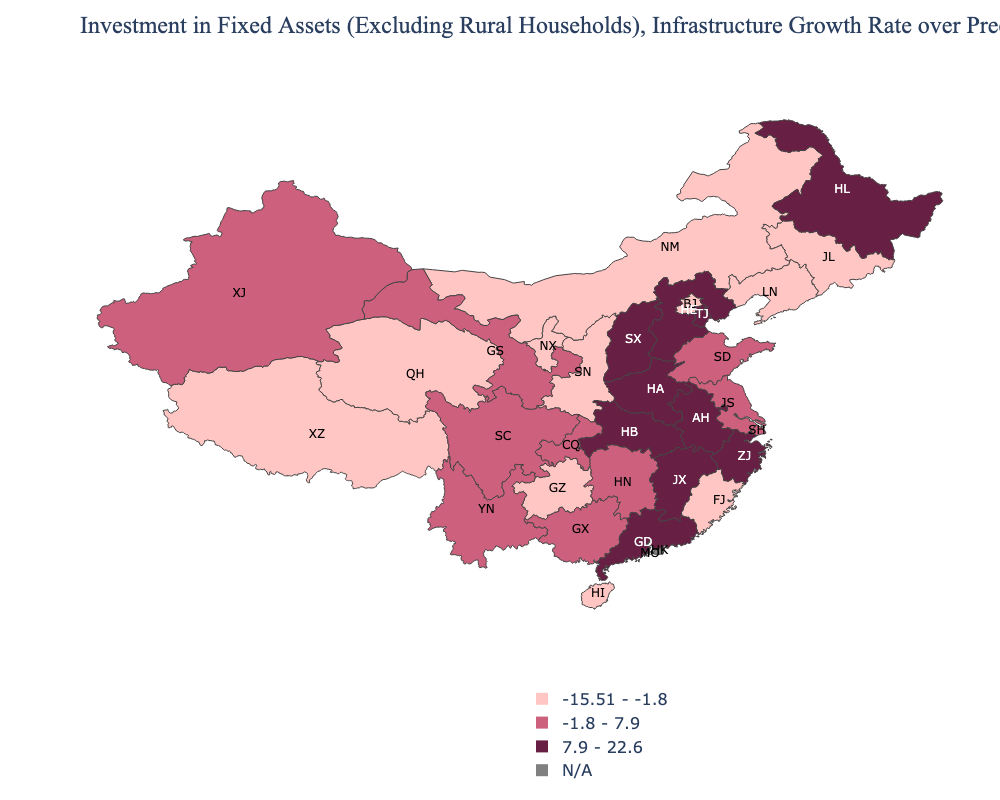 Investment in Fixed Assets (Excluding Rural Households), Infrastructure Growth Rate over Prec
HL
NM
JL
LN
XJ
BJ
HE
TJ
SX
NX
GS
SD
SN
QH
HA
JS
AH
SH
XZ
SC
HB
CQ
ZJ
JX
HN
GZ
FJ
YN
GX
GD
HK
MO
HI
-15.51 - -1.8
-1.8 - 7.9
7.9 - 22.6
N/A